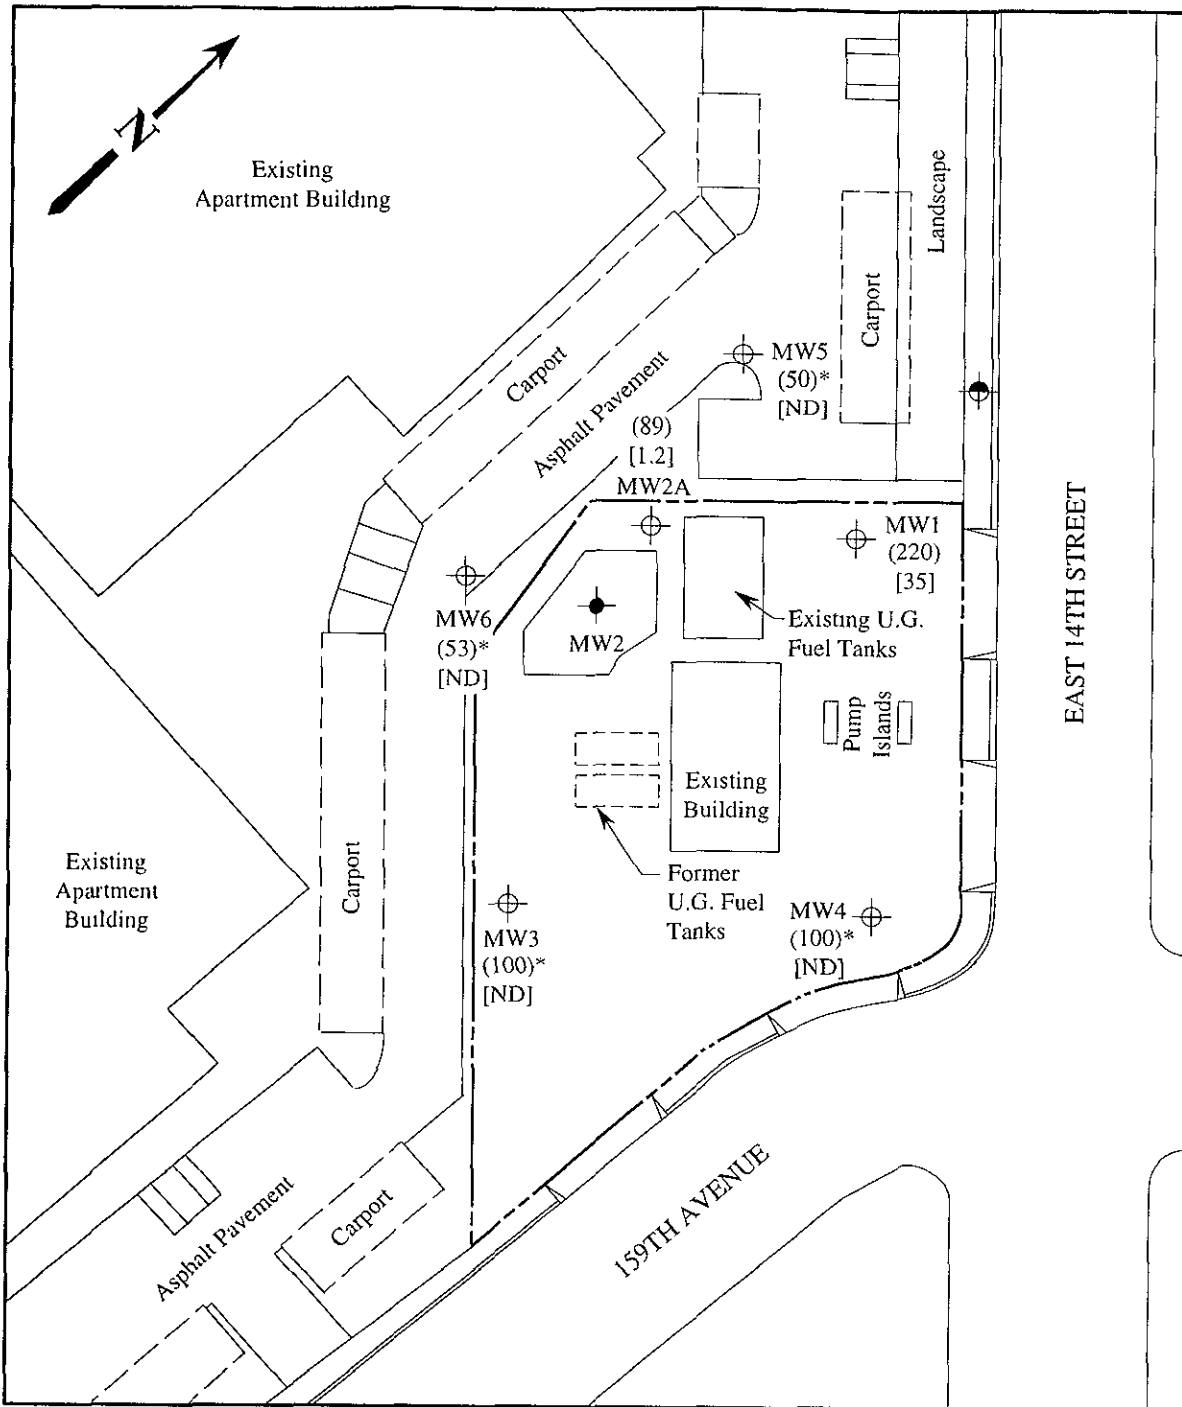 N
Existing
Apartment Building
Landscape
Carport
Carport
Asphalt Pavement
MW5
(50)*
[ND]
(89)
[1.2]
MW2A
MW1
(220)
[35]
EAST 14TH STREET
MW6
(53)*
[ND]
MW2
Existing U.G.
Fuel Tanks
Pump
Islands
Existing
Building
Existing
Apartment
Building
Carport
Former
U.G. Fuel
Tanks
MW3
(100)*
[ND]
MW4
(100)*
[ND]
159TH AVENUE
Asphalt Pavement
Carport